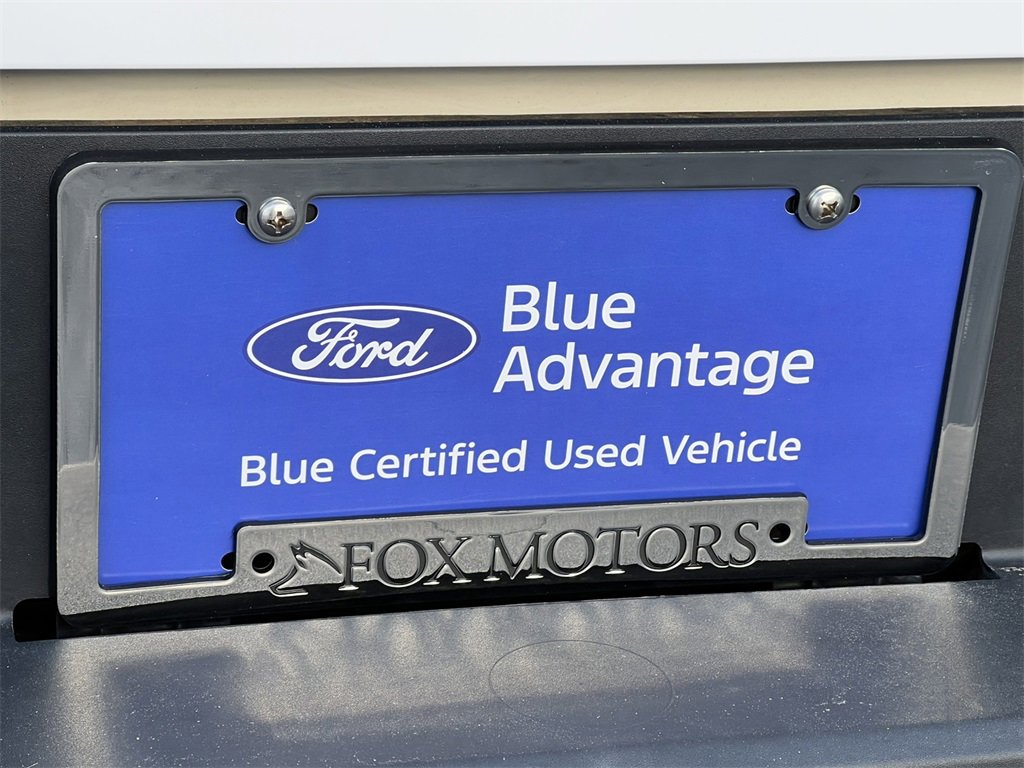 Ford
Blue
Advantage
Blue Certified Used Vehicle
FOX MOTORS